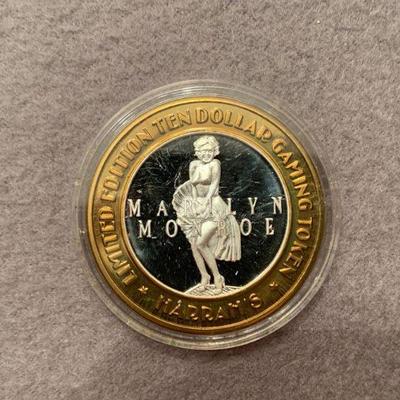 LIMITED EDITION TEN DOLLAR GAMING TOKEN
MARILYN
MONROE
* HARRAH'S *